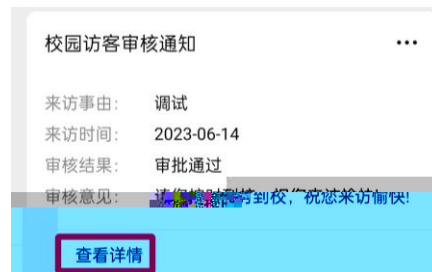 校园访客审核通知
来访事由: 调试
来访时间: 2023-06-14
审核结果: 审批通过
审核意见: 到校，祝您来访愉快!
查看详情